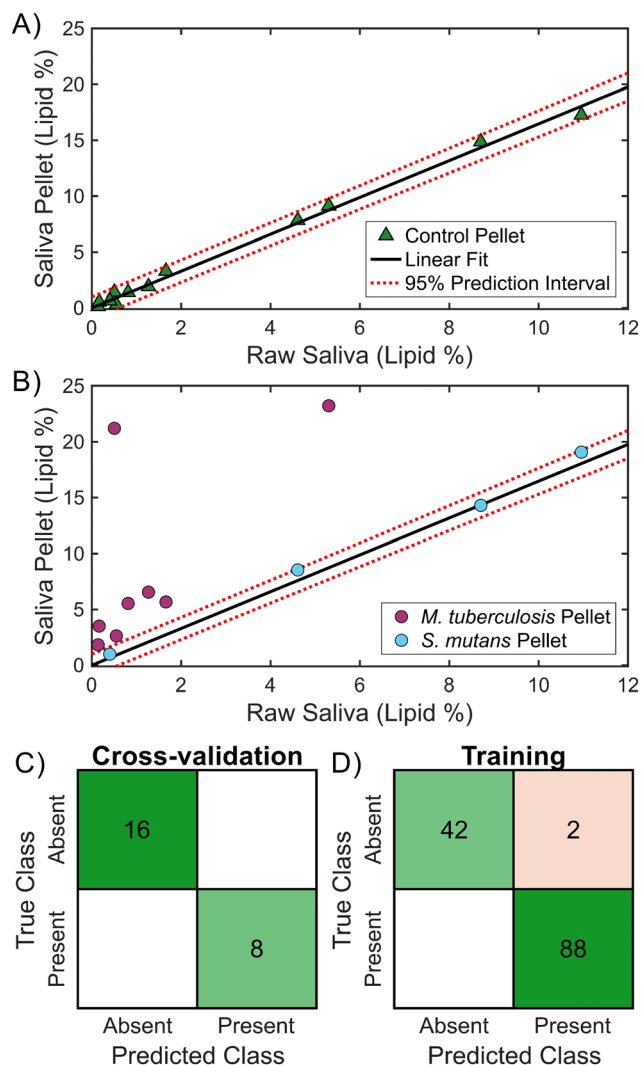 A)
25
20
15
10
5
0
Saliva Pellet (Lipid %)
Control Pellet
Linear Fit
95% Prediction Interval
0 2 4 6 8 10 12
Raw Saliva (Lipid %)
B)
25
20
15
10
5
0
Saliva Pellet (Lipid %)
M. tuberculosis Pellet
S. mutans Pellet
0 2 4 6 8 10 12
Raw Saliva (Lipid %)
C)
Cross-validation
True Class
Absent
Present
16
8
Absent Present
Predicted Class
D)
Training
True Class
Absent
Present
42 2
88
Absent Present
Predicted Class